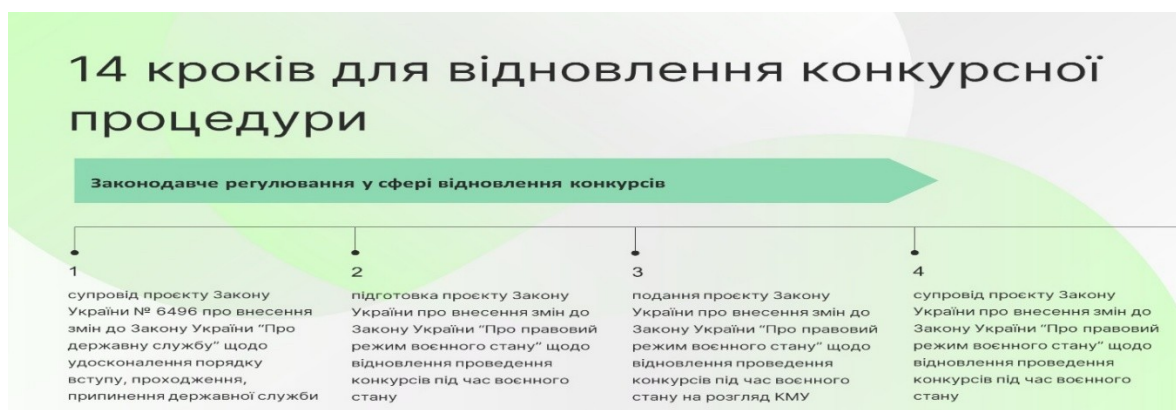 14 кроків для відновлення конкурсної
процедури
Законодавче регулювання у сфері відновлення конкурсів
1
супровід проєкту Закону
України № 6496 про внесення
змін до Закону України “Про
державну службу” щодо
удосконалення порядку
вступу, проходження,
припинення державної служби
2
підготовка проєкту Закону
України про внесення змін до
Закону України “Про правовий
режим воєнного стану” щодо
відновлення проведення
конкурсів під час воєнного
стану
3
подання проєкту Закону
України про внесення змін до
Закону України “Про правовий
режим воєнного стану” щодо
відновлення проведення
конкурсів під час воєнного
стану на розгляд КМУ
4
супровід проєкту Закону
України про внесення змін до
Закону України “Про правовий
режим воєнного стану” щодо
відновлення проведення
конкурсів під час воєнного
стану